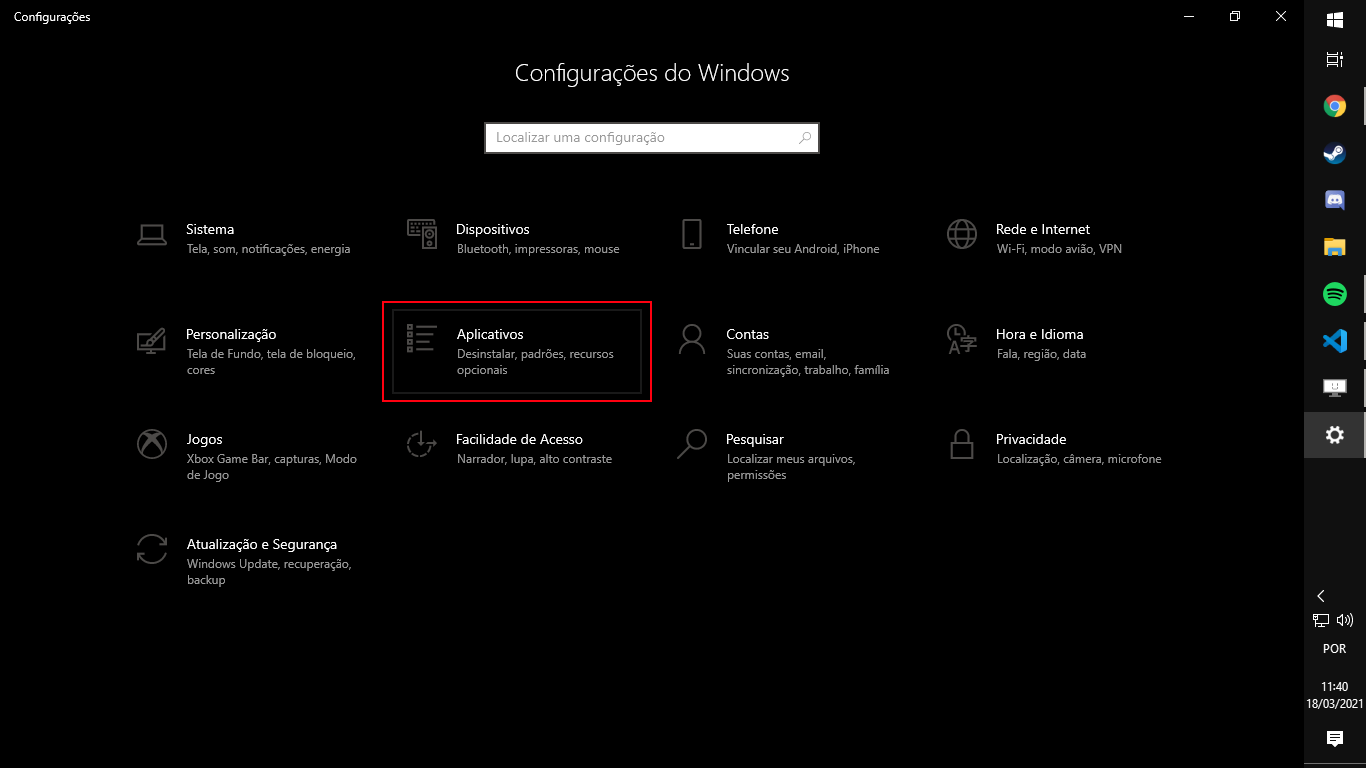 Configurações
Configurações do Windows
Localizar uma configuração
Sistema
Tela, som, notificações, energia
Dispositivos
Bluetooth, impressoras, mouse
Telefone
Vincular seu Android, iPhone
Rede e Internet
Wi-Fi, modo avião, VPN
Personalização
Tela de Fundo, tela de bloqueio,
cores
Aplicativos
Desinstalar, padrões, recursos
opcionais
Contas
Suas contas, email,
sincronização, trabalho, família
Hora e Idioma
Fala, região, data
Jogos
Xbox Game Bar, capturas, Modo
de Jogo
Facilidade de Acesso
Narrador, lupa, alto contraste
Pesquisar
Localizar meus arquivos,
permissões
Privacidade
Localização, câmera, microfone
Atualização e Segurança
Windows Update, recuperação,
backup
POR
11:40
18/03/2021